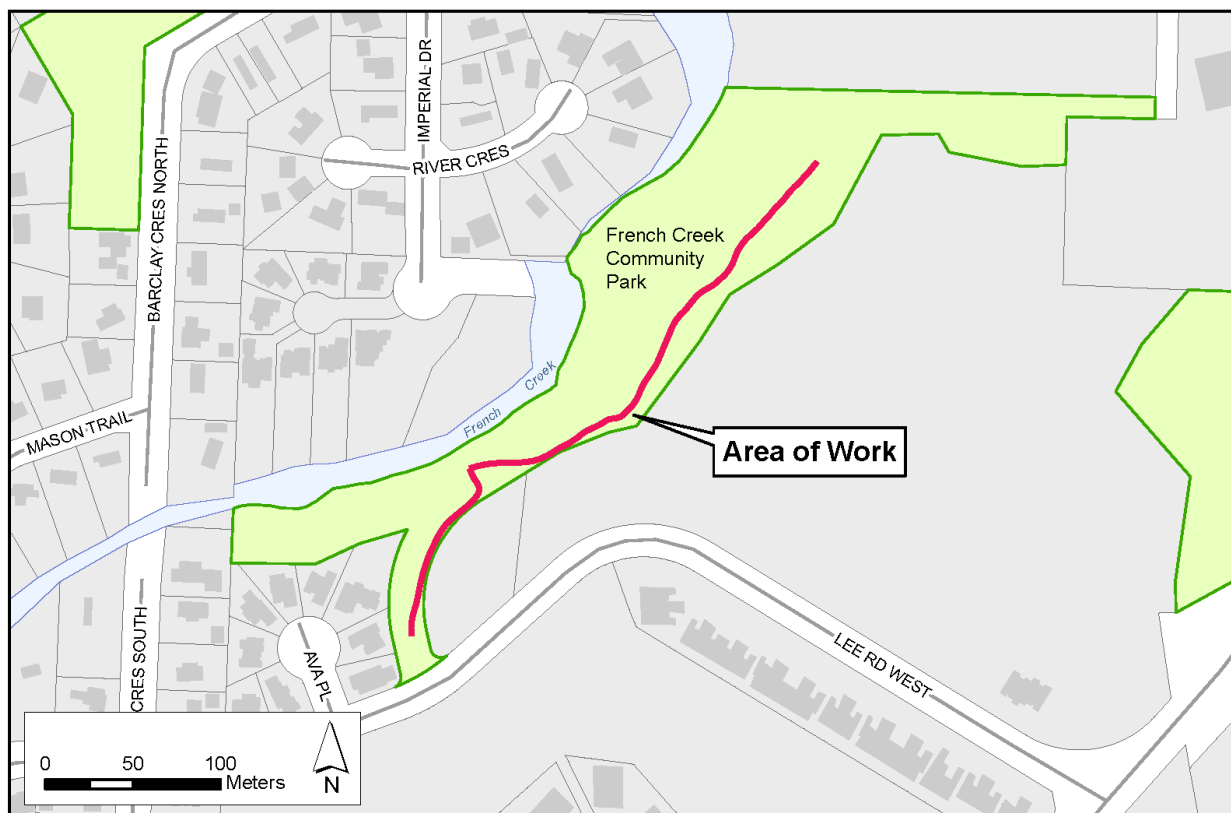 IMPERIAL DR
RIVER CRES
BARCLAY CRES NORTH
French Creek
Community
Park
French Creek
MASON TRAIL
Area of Work
CRES SOUTH
AVA PL
LEE RD WEST
0 50 100
Meters
N